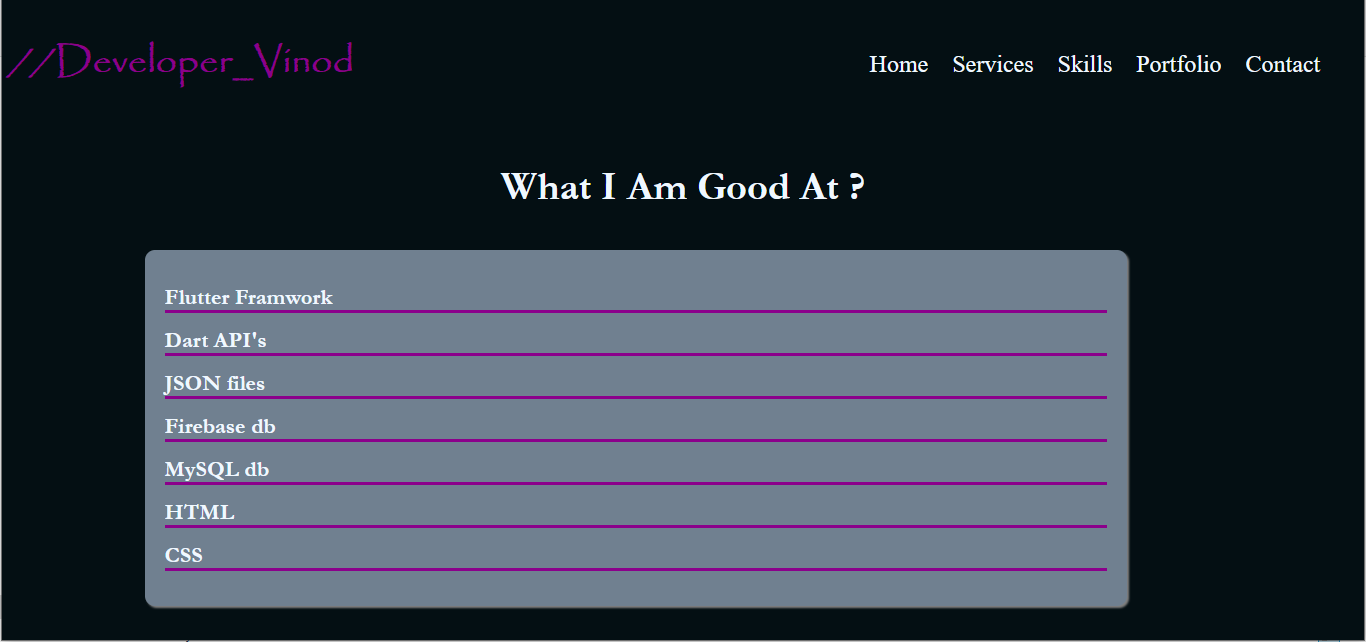 //Developer_Vinod
Home Services Skills Portfolio Contact
What I Am Good At ?
Flutter Framwork
Dart API's
JSON files
Firebase db
MySQL db
HTML
CSS